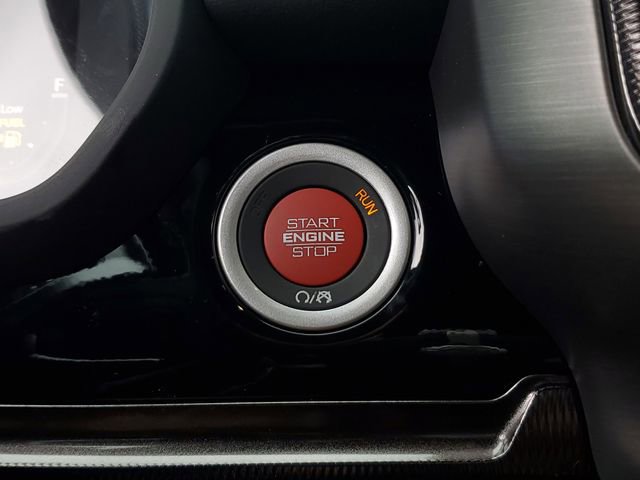 F
Low
FUEL
RUN
START
ENGINE
STOP